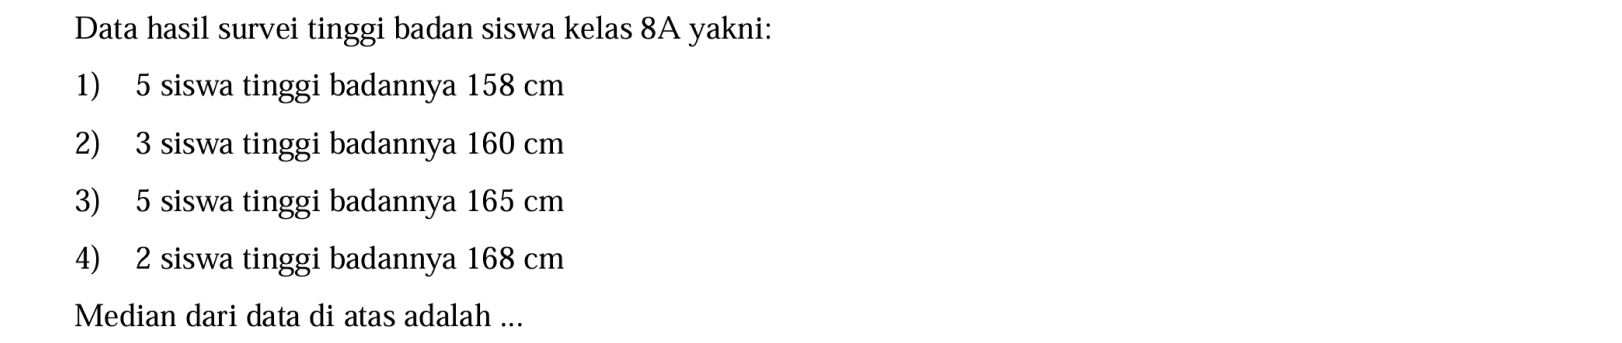 Data hasil survei tinggi badan siswa kelas 8A yakni:
1) 5 siswa tinggi badannya 158 cm
2) 3 siswa tinggi badannya 160 cm
3) 5 siswa tinggi badannya 165 cm
4) 2 siswa tinggi badannya 168 cm
Median dari data di atas adalah ...